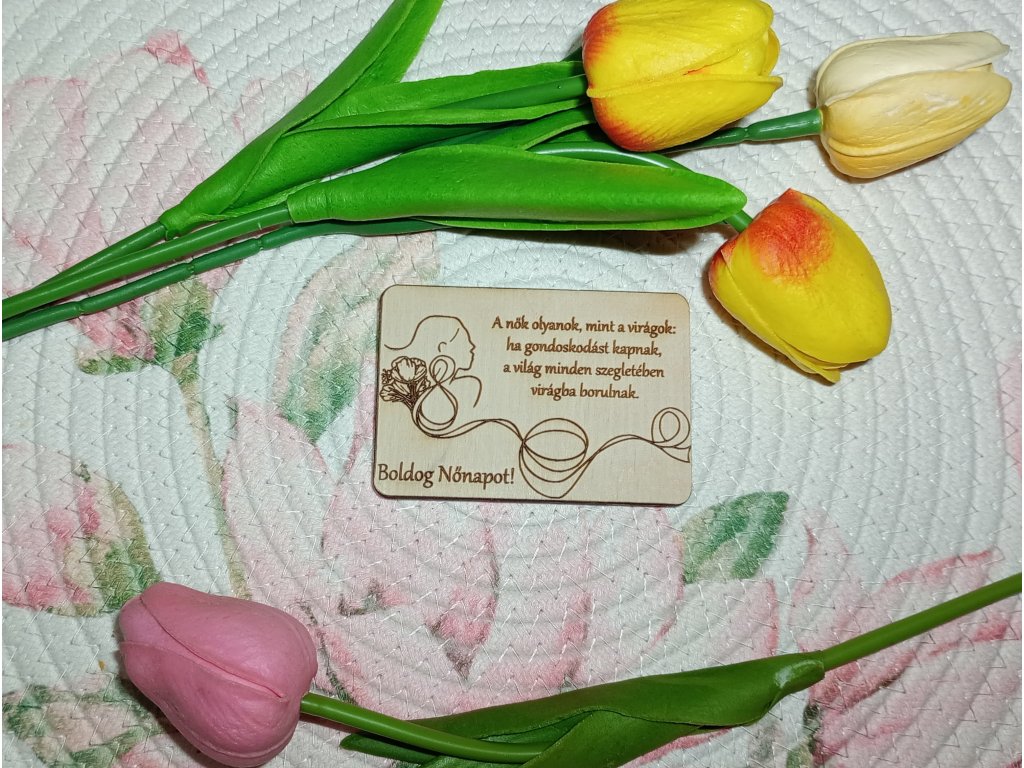 A nők olyanok, mint a virágok:
ha gondoskodást kapnak,
a világ minden szegletében
virágba borulnak.
Boldog Nőnapot!